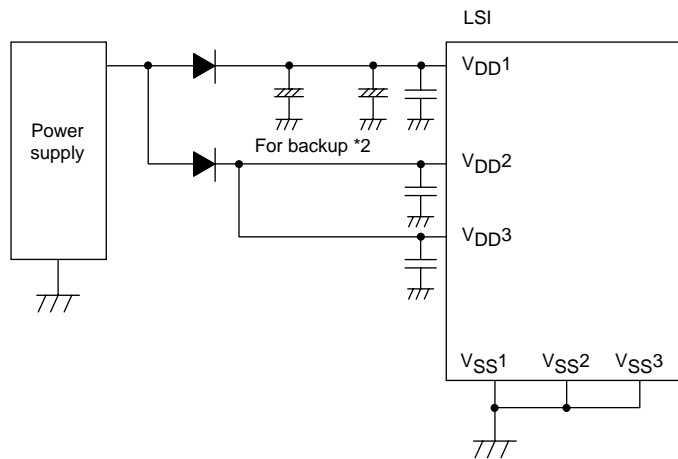 LSI
VDD1
Power
supply
For backup *2
VDD2
VDD3
VSS1 VSS2 VSS3